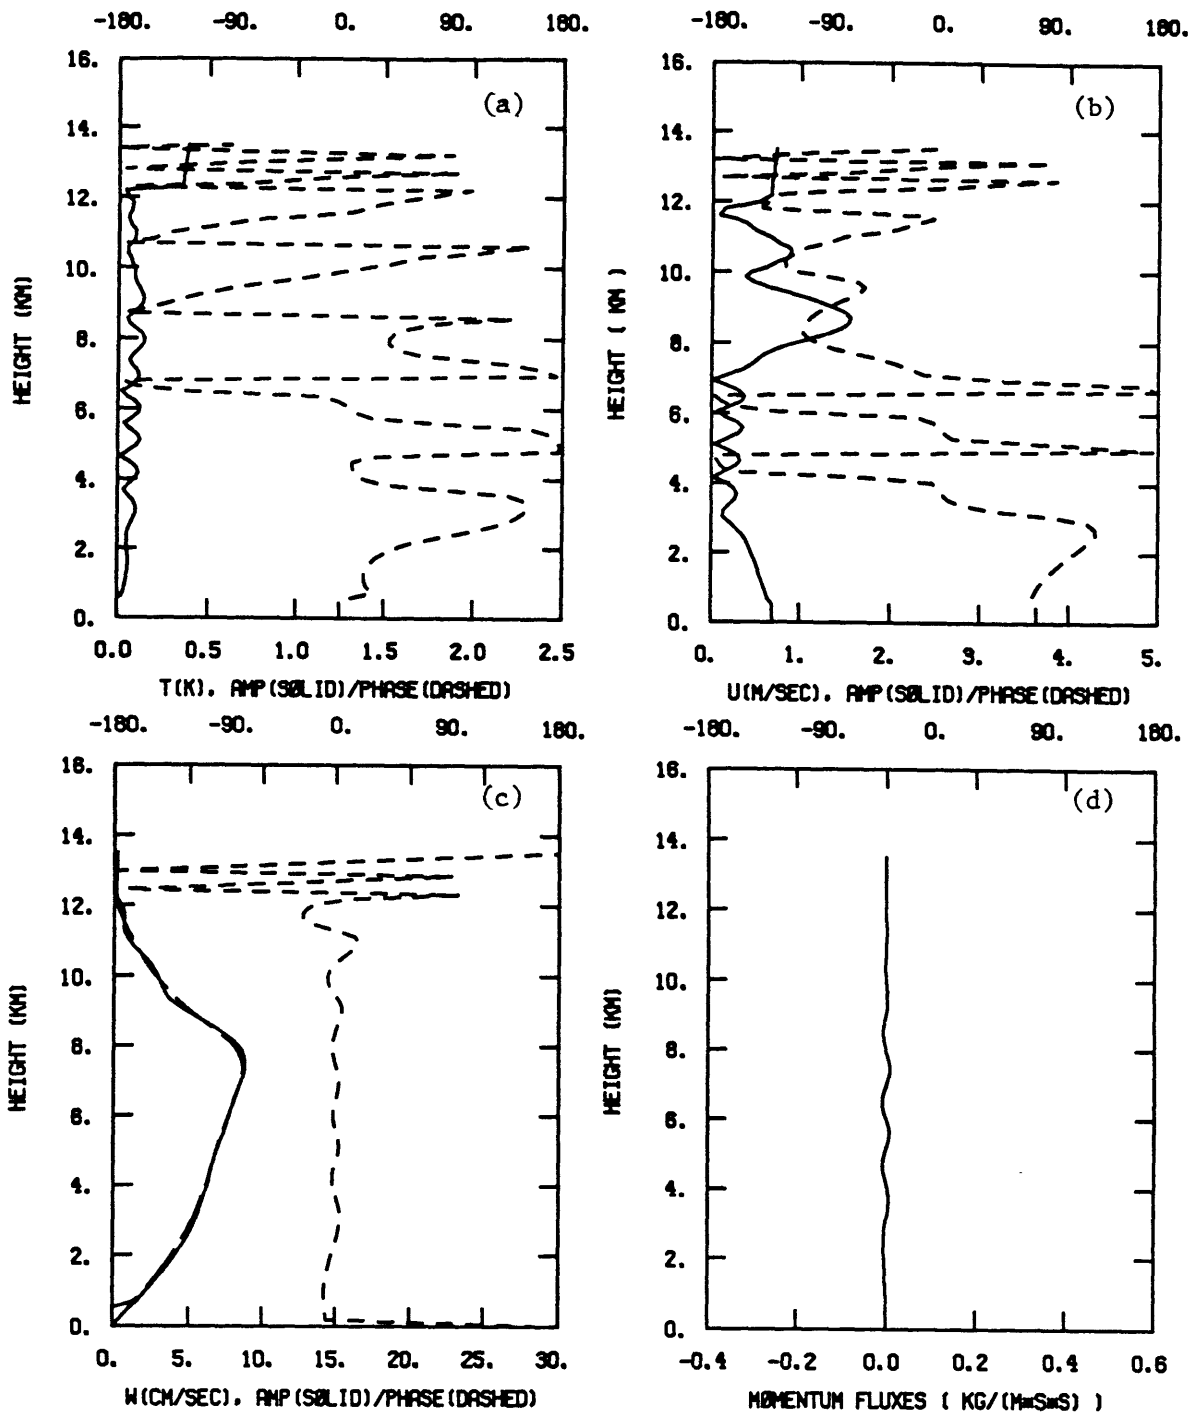 -180. -90. 0. 90. 180.
-180. -90. 0. 90. 180.
16.
14.
12.
10.
8.
6.
4.
2.
0.
HEIGHT (KM)
(a)
0.0 0.5 1.0 1.5 2.0 2.5
T(K). AMP(SØLID)/PHASE(DASHED)
16.
14.
12.
10.
8.
6.
4.
2.
0.
HEIGHT ( KM )
(b)
0. 1. 2. 3. 4. 5.
U(M/SEC). AMP(SØLID)/PHASE(DASHED)
-180. -90. 0. 90. 180.
-180. -90. 0. 90. 180.
16.
14.
12.
10.
8.
6.
4.
2.
0.
HEIGHT (KM)
(c)
0. 5. 10. 15. 20. 25. 30.
W(CM/SEC). AMP(SØLID)/PHASE(DASHED)
16.
14.
12.
10.
8.
6.
4.
2.
0.
HEIGHT (KM)
(d)
-0.4 -0.2 0.0 0.2 0.4 0.6
MØMENTUM FLUXES ( KG/(M*S*S) )